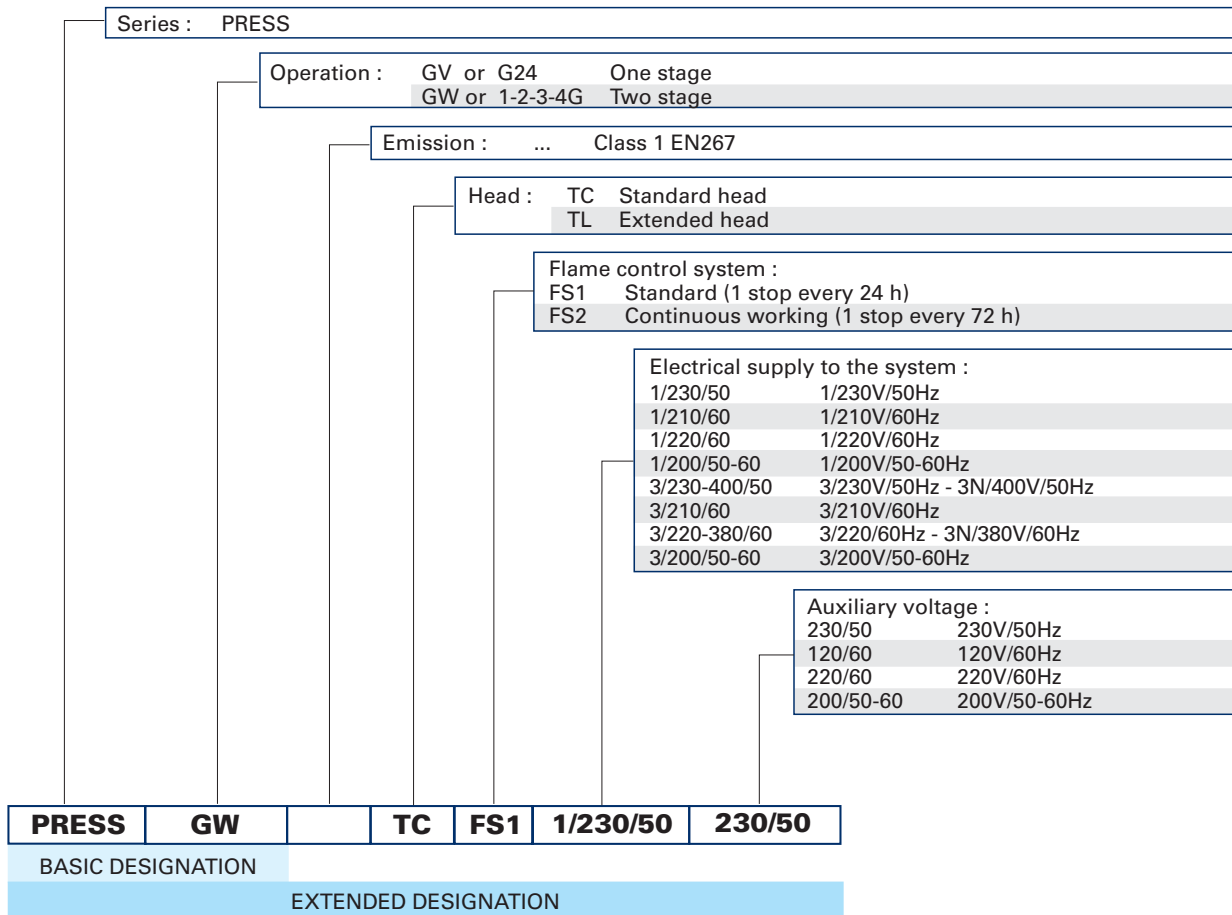 Series : PRESS
Operation : GV or G24 One stage
GW or 1-2-3-4G Two stage
Emission : ... Class 1 EN267
Head : TC Standard head
TL Extended head
Flame control system :
FS1 Standard (1 stop every 24 h)
FS2 Continuous working (1 stop every 72 h)
Electrical supply to the system :
1/230/50 1/230V/50Hz
1/210/60 1/210V/60Hz
1/220/60 1/220V/60Hz
1/200/50-60 1/200V/50-60Hz
3/230-400/50 3/230V/50Hz - 3N/400V/50Hz
3/210/60 3/210V/60Hz
3/220-380/60 3/220/60Hz - 3N/380V/60Hz
3/200/50-60 3/200V/50-60Hz
Auxiliary voltage :
230/50 230V/50Hz
120/60 120V/60Hz
220/60 220V/60Hz
200/50-60 200V/50-60Hz
PRESS GW TC FS1 1/230/50 230/50
BASIC DESIGNATION
EXTENDED DESIGNATION